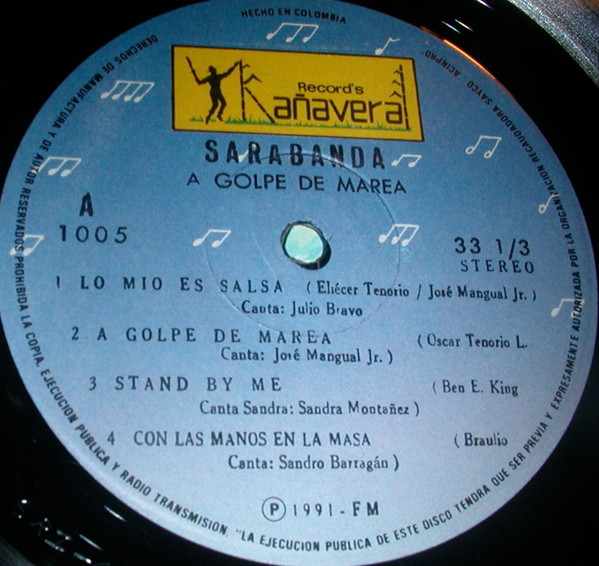 HECHO EN COLOMBIA
DERECHOS DE MANUFACTURA Y DE AUTOR RESERVADOS PROHIBIDA LA COPIA, EJECUCION PUBLICA Y RADIO TRANSMISION, "LA EJECUCION PUBLICA DE ESTE DISCO TENDRA QUE SER PREVIA Y EXPRESAMENTE AUTORIZADA POR LA ORGANIZACION RECAUDADORA SAYCO ACINPRO"
Record's
Kañaveral
SARABANDA
A GOLPE DE MAREA
A
1005
33 1/3
STEREO
1 LO MIO ES SALSA ( Eliécer Tenorio / José Mangual Jr. )
Canta: Julio Bravo
2 A GOLPE DE MAREA ( Oscar Tenorio L.
Canta: José Mangual Jr. )
3 STAND BY ME ( Ben E. King
Canta Sandra: Sandra Montañez )
4 CON LAS MANOS EN LA MASA ( Braulio
Canta: Sandro Barragán )
Ⓟ 1991 - FM